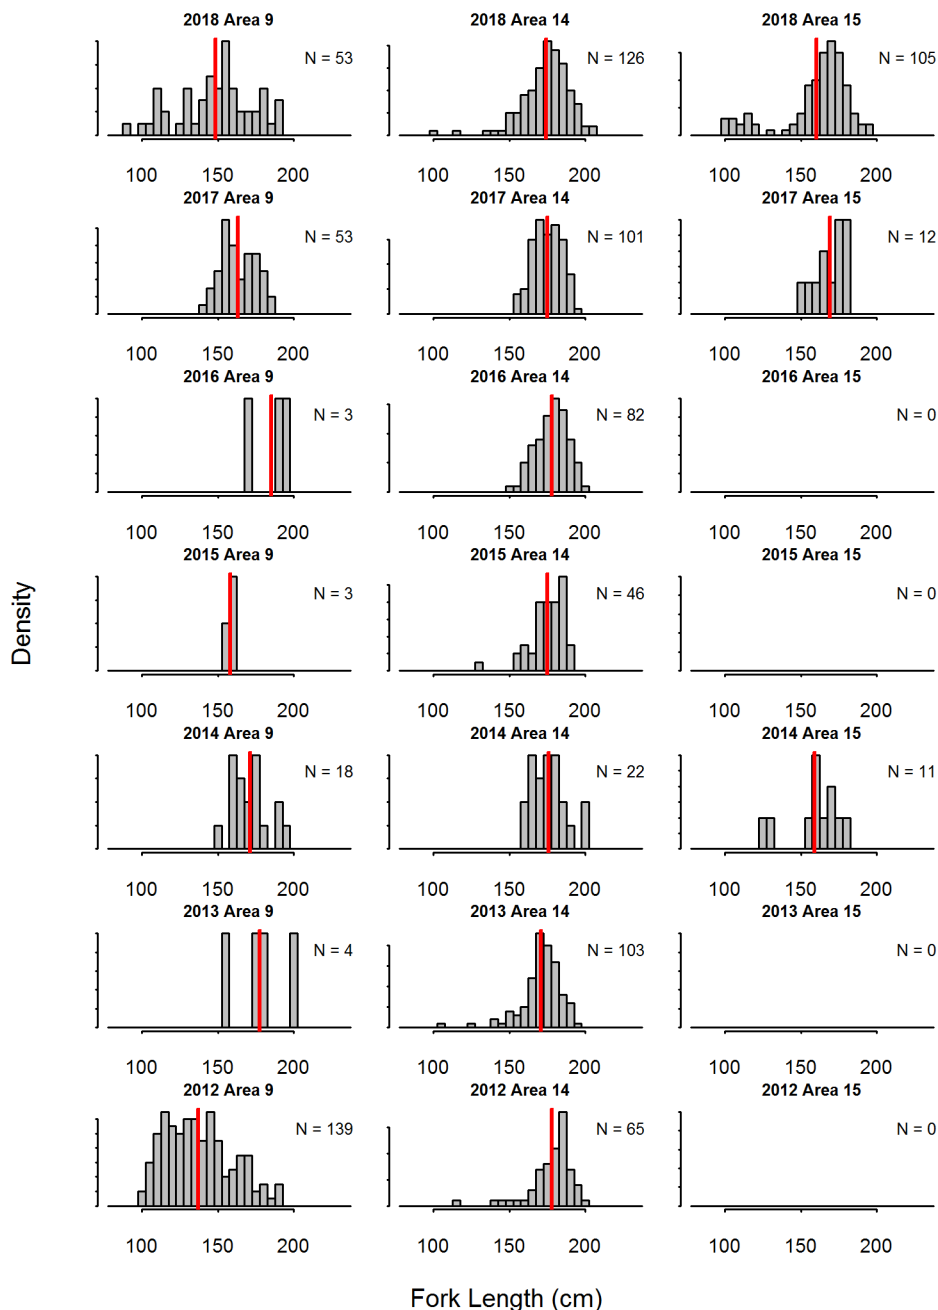 2018 Area 9 2018 Area 14 2018 Area 15
N = 53 N = 126 N = 105
100 150 200 100 150 200 100 150 200
2017 Area 9 2017 Area 14 2017 Area 15
N = 53 N = 101 N = 12
100 150 200 100 150 200 100 150 200
2016 Area 9 2016 Area 14 2016 Area 15
N = 3 N = 82 N = 0
100 150 200 100 150 200 100 150 200
2015 Area 9 2015 Area 14 2015 Area 15
N = 3 N = 46 N = 0
Density
100 150 200 100 150 200 100 150 200
2014 Area 9 2014 Area 14 2014 Area 15
N = 18 N = 22 N = 11
100 150 200 100 150 200 100 150 200
2013 Area 9 2013 Area 14 2013 Area 15
N = 4 N = 103 N = 0
100 150 200 100 150 200 100 150 200
2012 Area 9 2012 Area 14 2012 Area 15
N = 139 N = 65 N = 0
100 150 200 100 150 200 100 150 200
Fork Length (cm)